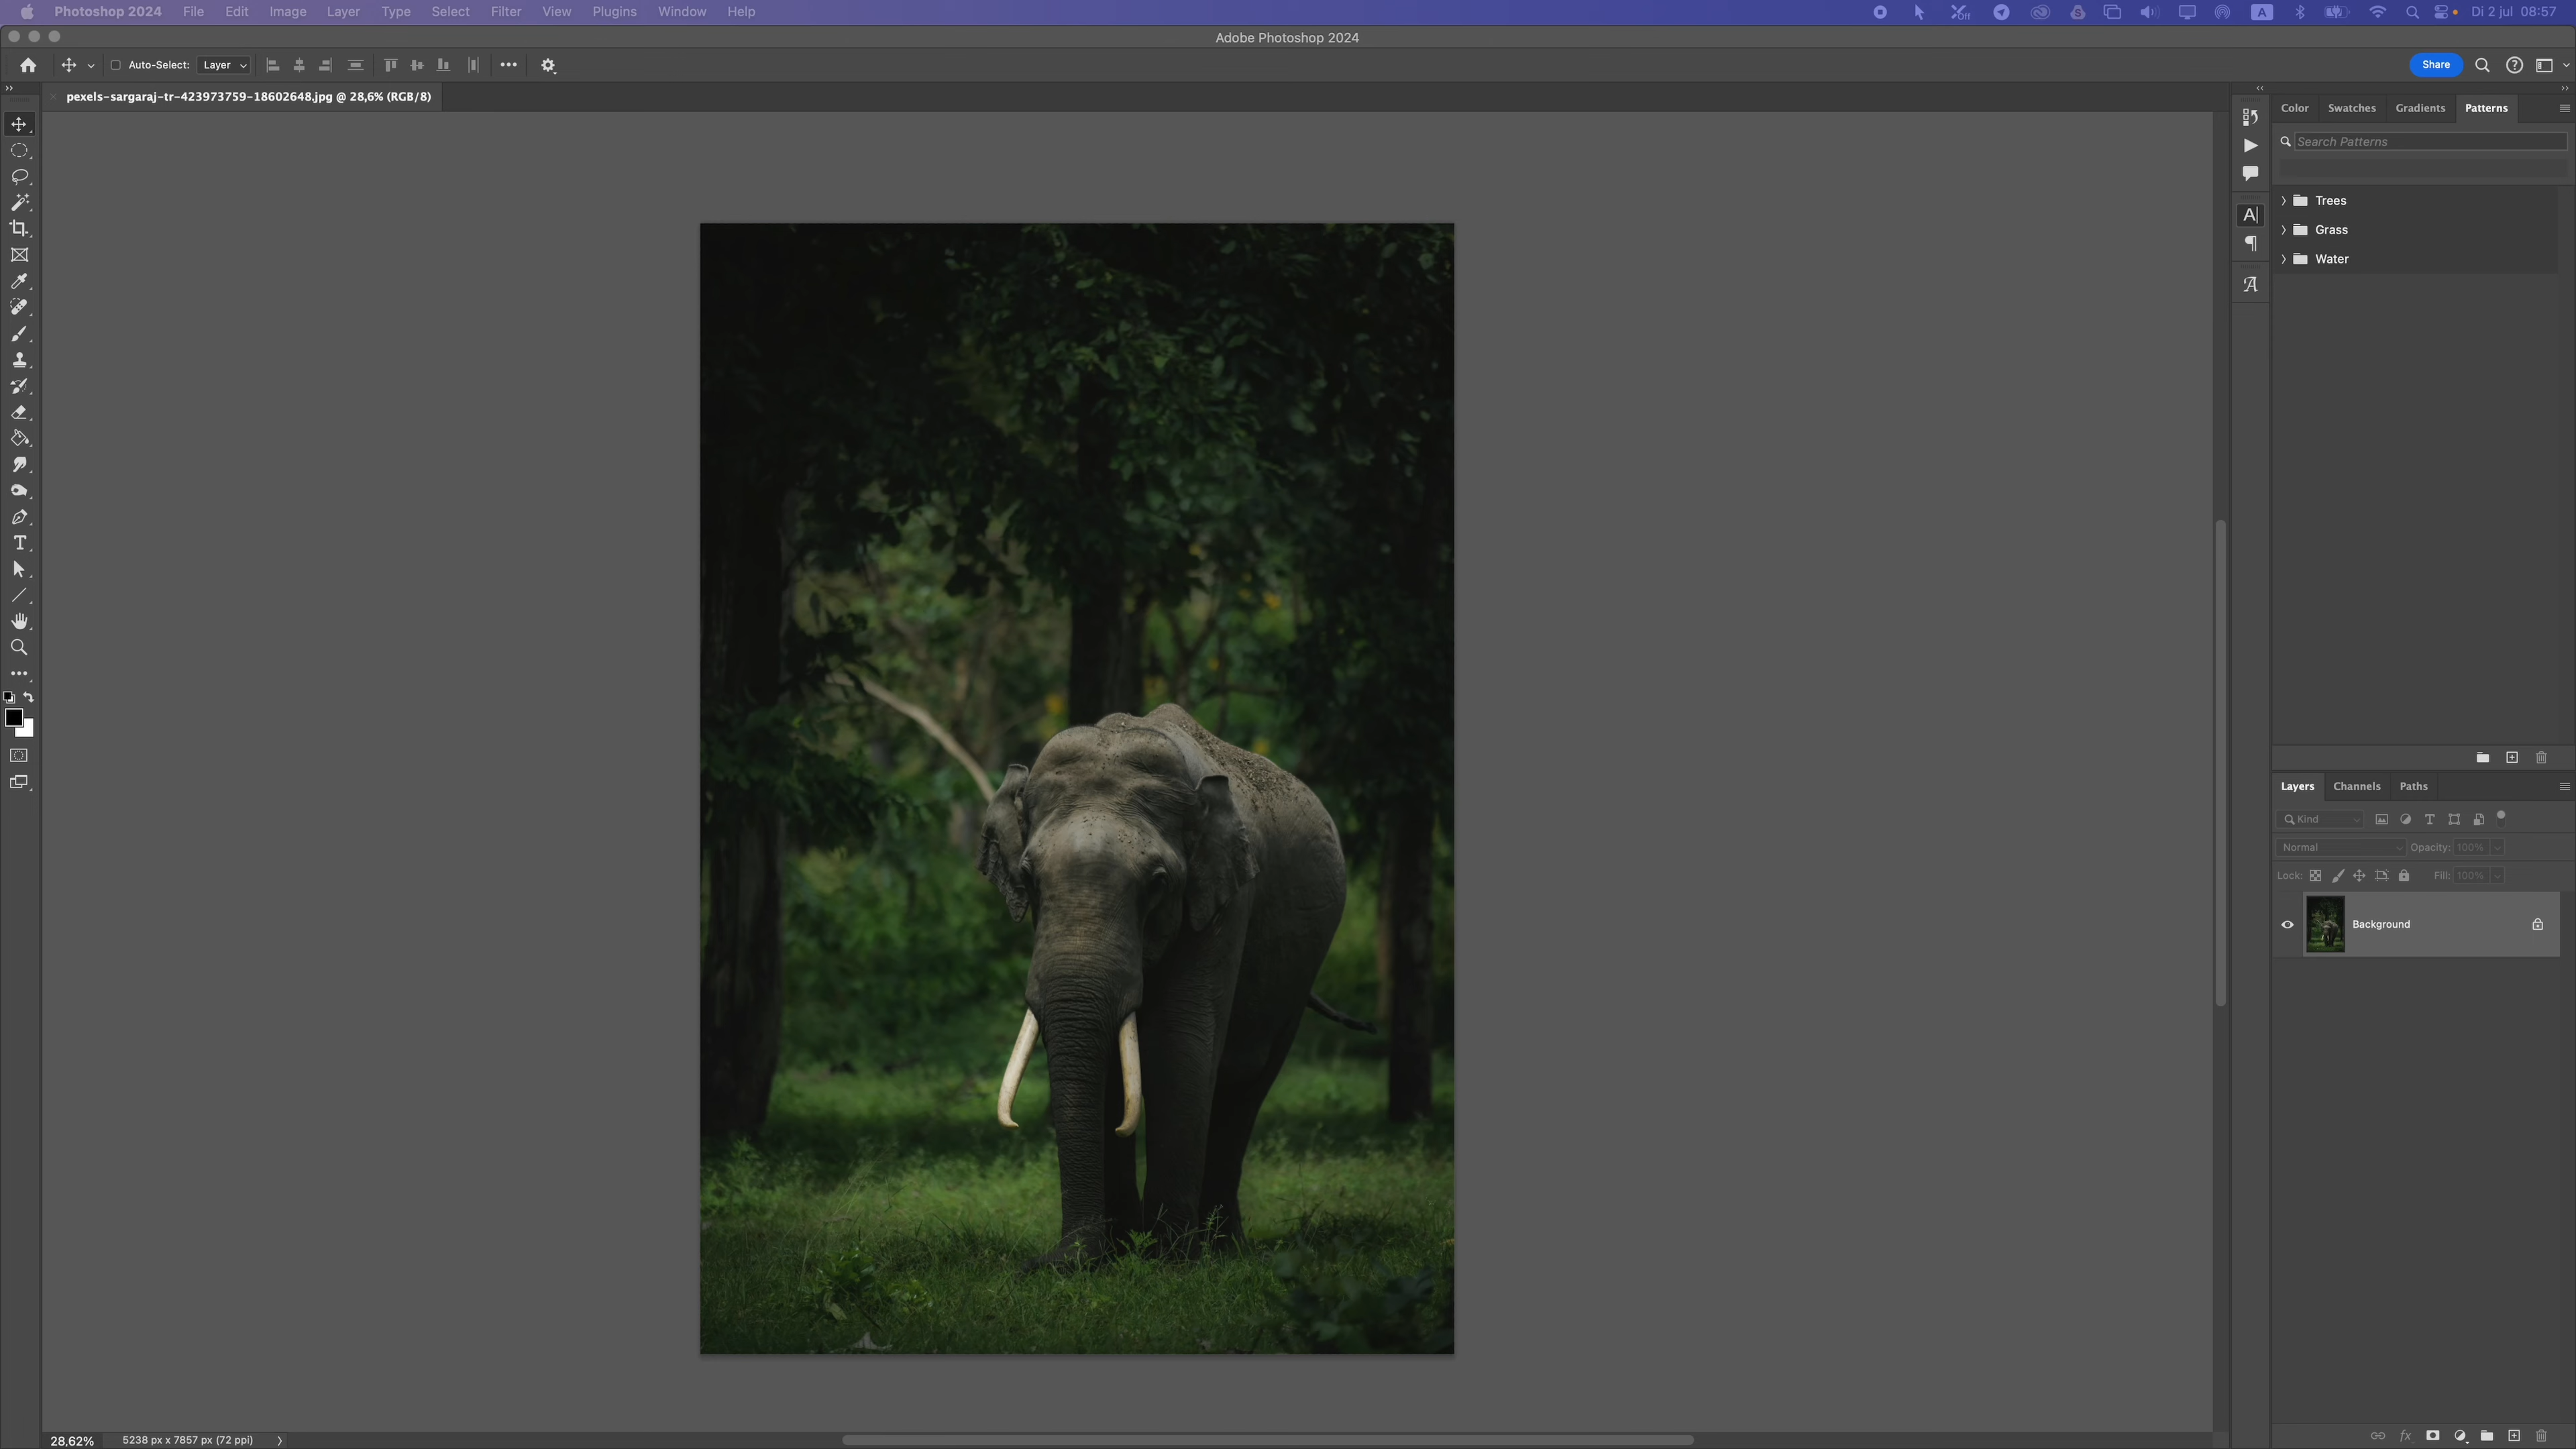 Photoshop 2024 File Edit Image Layer Type Select Filter View Plugins Window Help Off A Di 2 jul 08:57
Adobe Photoshop 2024
Auto-Select: Layer Share
pexels-sargaraj-tr-423973759-18602648.jpg @ 28,6% (RGB/8)
Color Swatches Gradients Patterns
Search Patterns
Trees
Grass
Water
Layers Channels Paths
Kind
Normal Opacity: 100%
Lock: Fill: 100%
Background
28,62% 5238 px x 7857 px (72 ppi)
fx